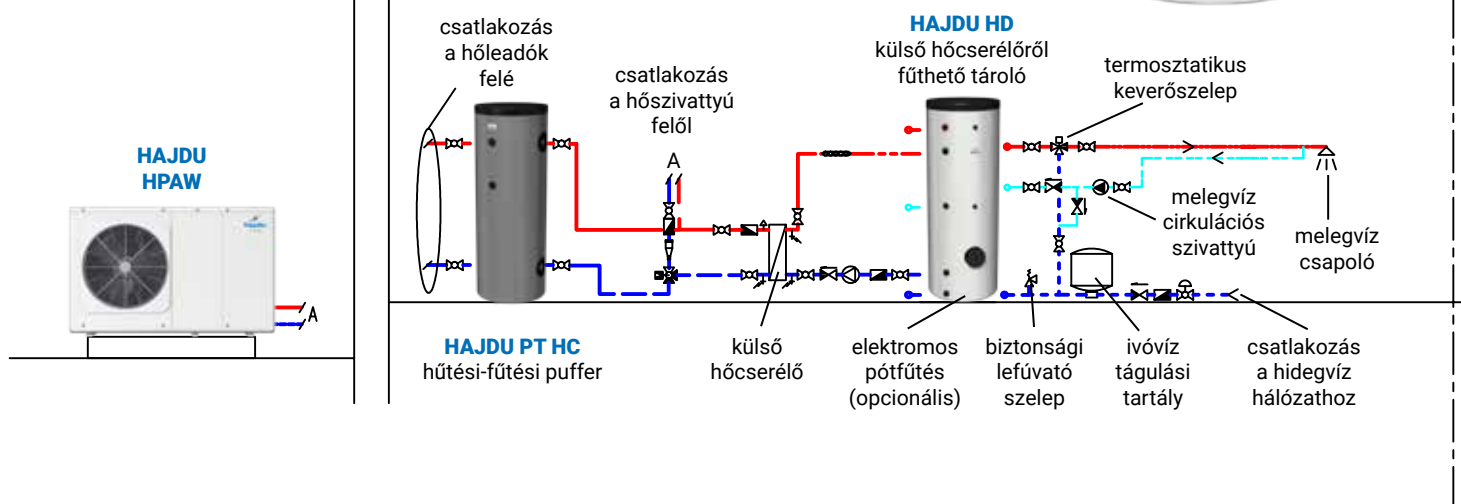 csatlakozás
a hőleadók
felé
csatlakozás
a hőszivattyú
felől
A
HAJDU HD
külső hőcserélőről
fűthető tároló
termosztatikus
keverőszelep
HAJDU
HPAW
melegvíz
cirkulációs
szivattyú
melegvíz
csapoló
A
HAJDU PT HC
hűtési-fűtési puffer
külső
hőcserélő
elektromos
pótfűtés
(opcionális)
biztonsági
lefúvató
szelep
ivóvíz
tágulási
tartály
csatlakozás
a hidegvíz
hálózathoz